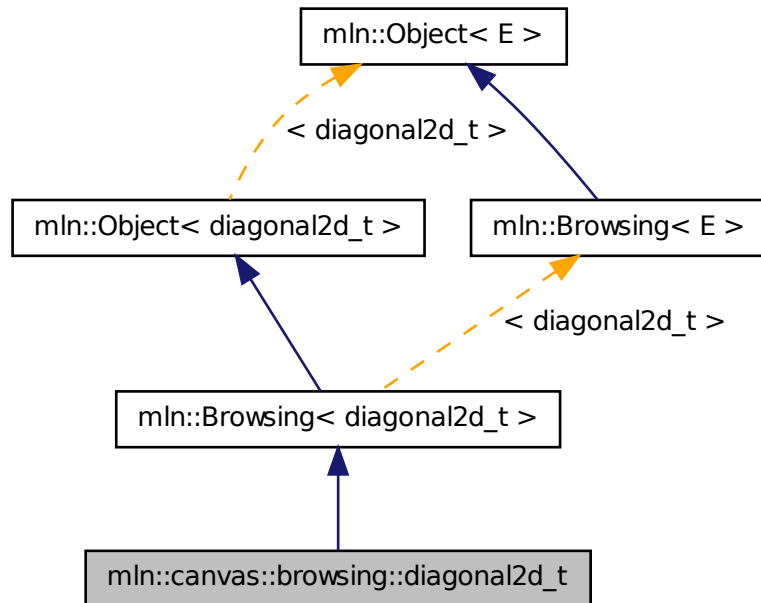 mln::Object< E >
< diagonal2d_t >
mln::Object< diagonal2d_t >
mln::Browsing< E >
< diagonal2d_t >
mln::Browsing< diagonal2d_t >
mln::canvas::browsing::diagonal2d_t